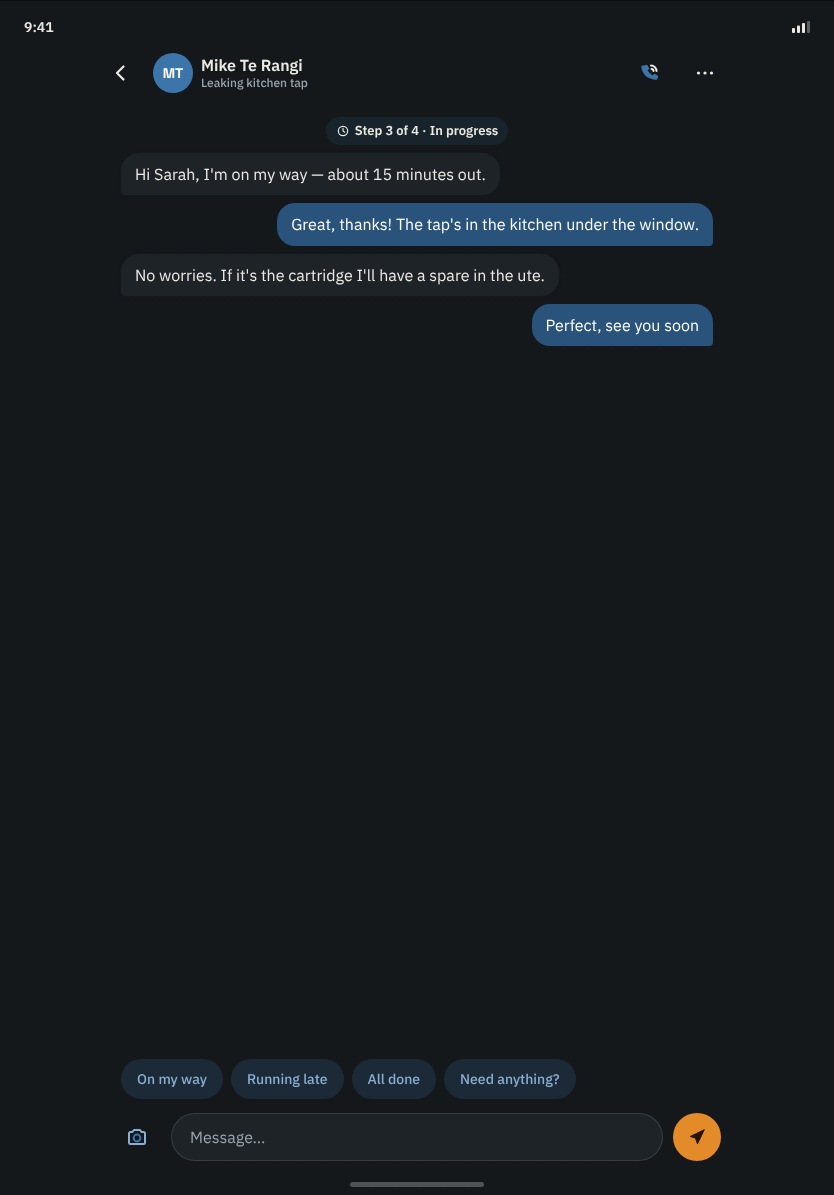 9:41
MT
Mike Te Rangi
Leaking kitchen tap
Step 3 of 4 · In progress
Hi Sarah, I'm on my way — about 15 minutes out.
Great, thanks! The tap's in the kitchen under the window.
No worries. If it's the cartridge I'll have a spare in the ute.
Perfect, see you soon
On my way
Running late
All done
Need anything?
Message...